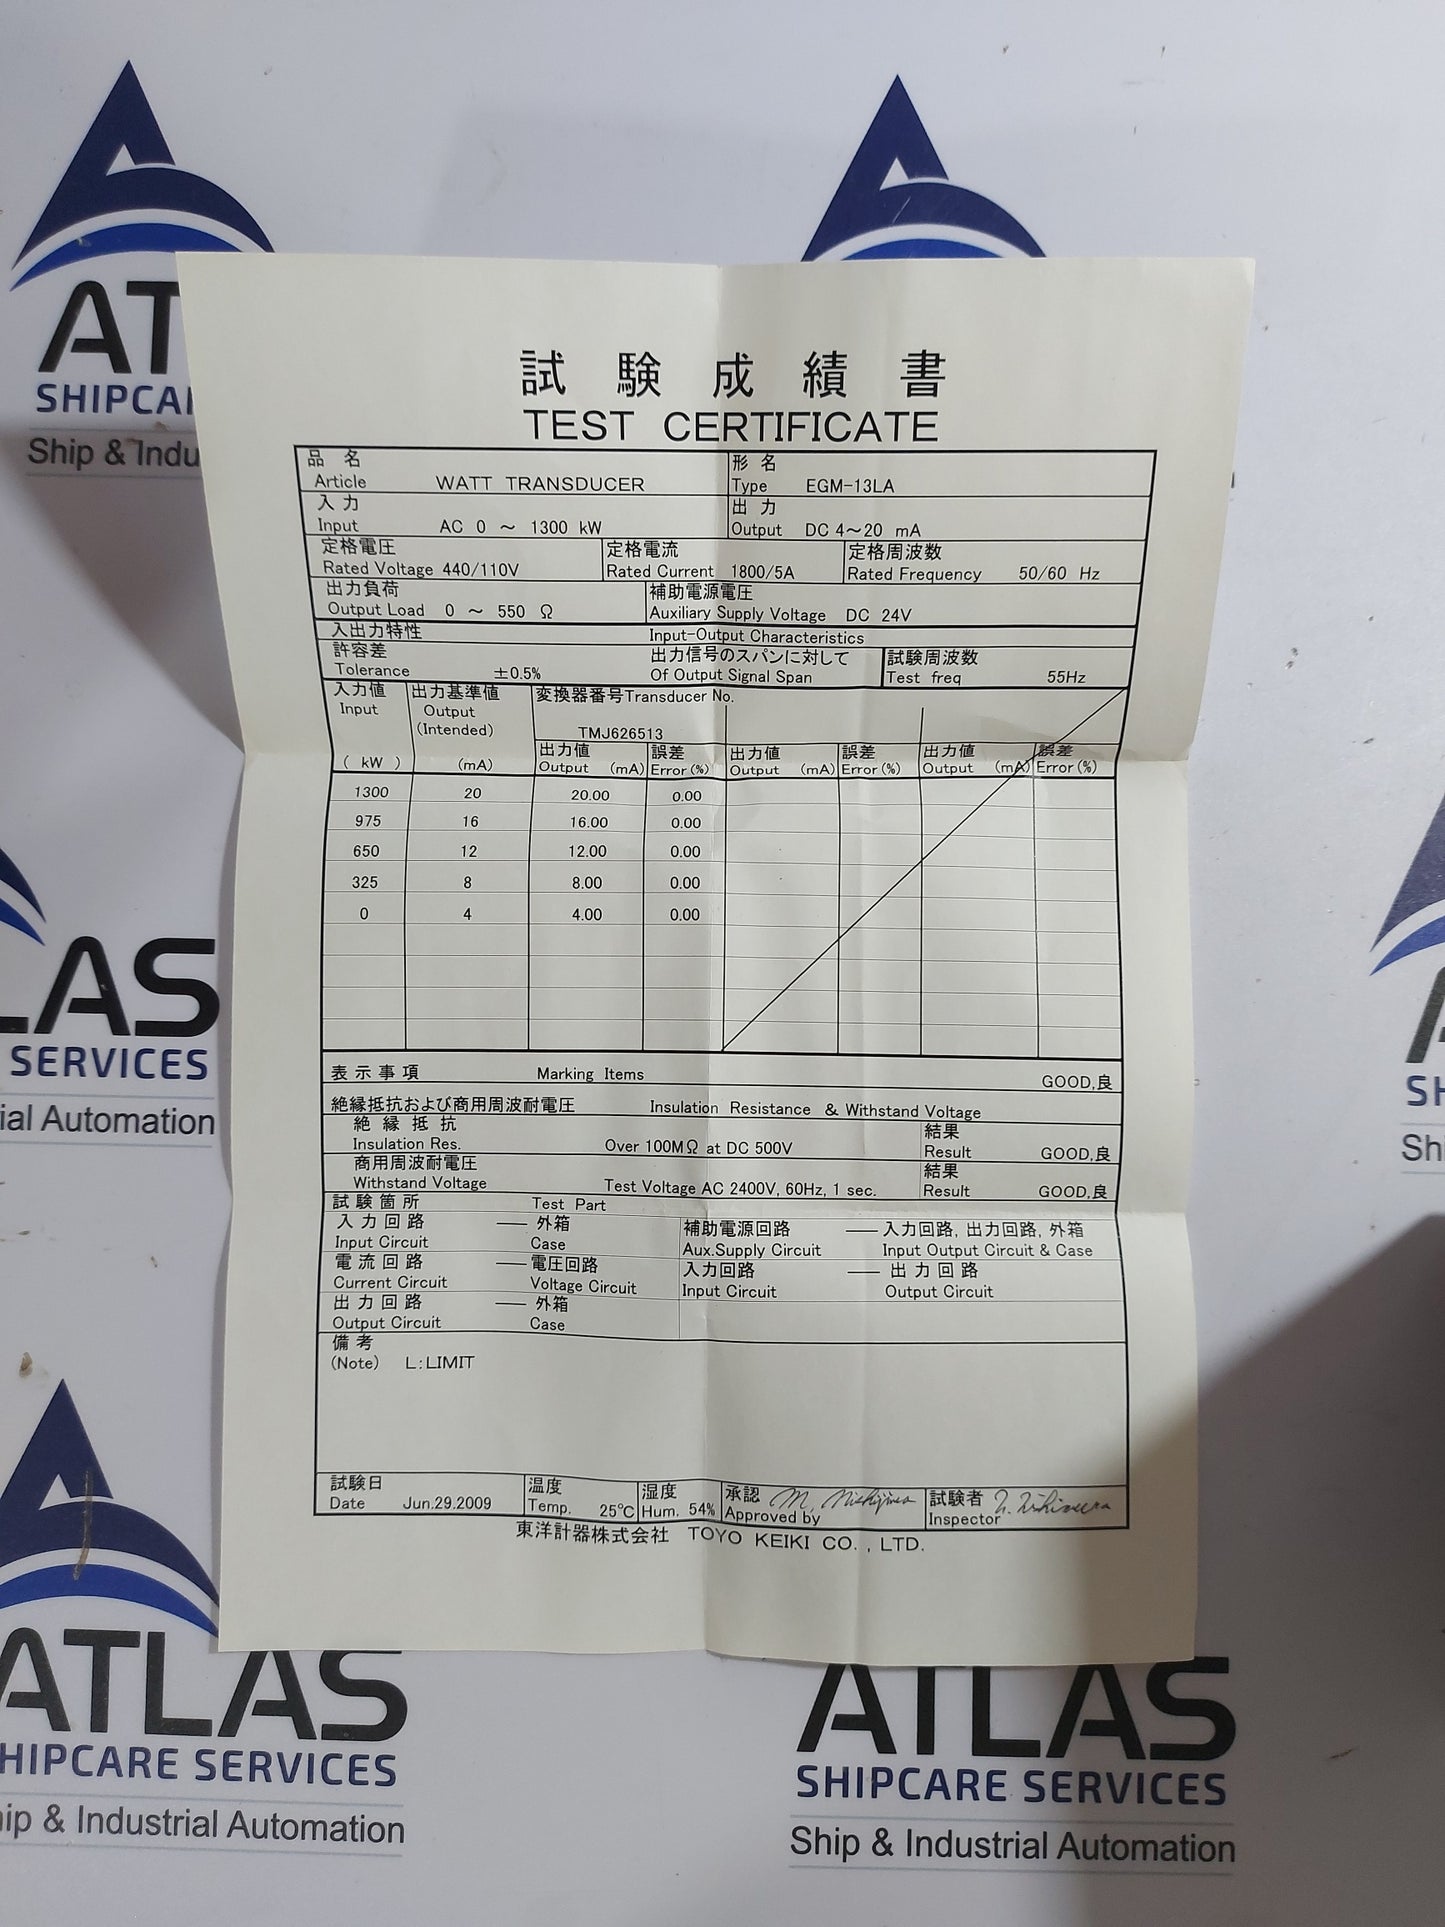 試験成績書
TEST CERTIFICATE
品名
Article WATT TRANSDUCER
形名
Type EGM-13LA
入力
Input AC 0 ～ 1300 kW
出力
Output DC 4～20 mA
定格電圧
Rated Voltage 440/110V
定格電流
Rated Current 1800/5A
定格周波数
Rated Frequency 50/60 Hz
出力負荷
Output Load 0 ～ 550 Ω
補助電源電圧
Auxiliary Supply Voltage DC 24V
入出力特性 Input-Output Characteristics
許容差 出力信号のスパンに対して
Tolerance ±0.5% Of Output Signal Span
試験周波数
Test freq 55Hz
入力値 出力基準値 変換器番号Transducer No.
Input Output
(Intended)
TMJ626513
出力値 誤差 出力値 誤差 出力値 誤差
( kW ) (mA) Output (mA) Error(%) Output (mA) Error(%) Output (mA) Error(%)
1300 20 20.00 0.00
975 16 16.00 0.00
650 12 12.00 0.00
325 8 8.00 0.00
0 4 4.00 0.00
表示事項 Marking Items GOOD,良
絶縁抵抗および商用周波耐電圧 Insulation Resistance & Withstand Voltage
絶縁抵抗 結果
Insulation Res. Over 100MΩ at DC 500V Result GOOD,良
商用周波耐電圧 結果
Withstand Voltage Test Voltage AC 2400V, 60Hz, 1 sec. Result GOOD,良
試験箇所 Test Part
入力回路 — 外箱 補助電源回路 — 入力回路, 出力回路, 外箱
Input Circuit Case Aux.Supply Circuit Input Output Circuit & Case
電流回路 — 電圧回路 入力回路 — 出力回路
Current Circuit Voltage Circuit Input Circuit Output Circuit
出力回路 — 外箱
Output Circuit Case
備考
(Note) L:LIMIT
試験日 温度 湿度 承認 M. Nishijima 試験者
Date Jun.29.2009 Temp. 25℃ Hum. 54% Approved by Inspector
東洋計器株式会社 TOYO KEIKI CO., LTD.
AT
SHIPCA
Ship & Indu
LAS
SERVICES
ial Automation
SH
Sh
ATLAS
HIPCARE SERVICES
ip & Industrial Automation
ATLAS
SHIPCARE SERVICES
Ship & Industrial Automation